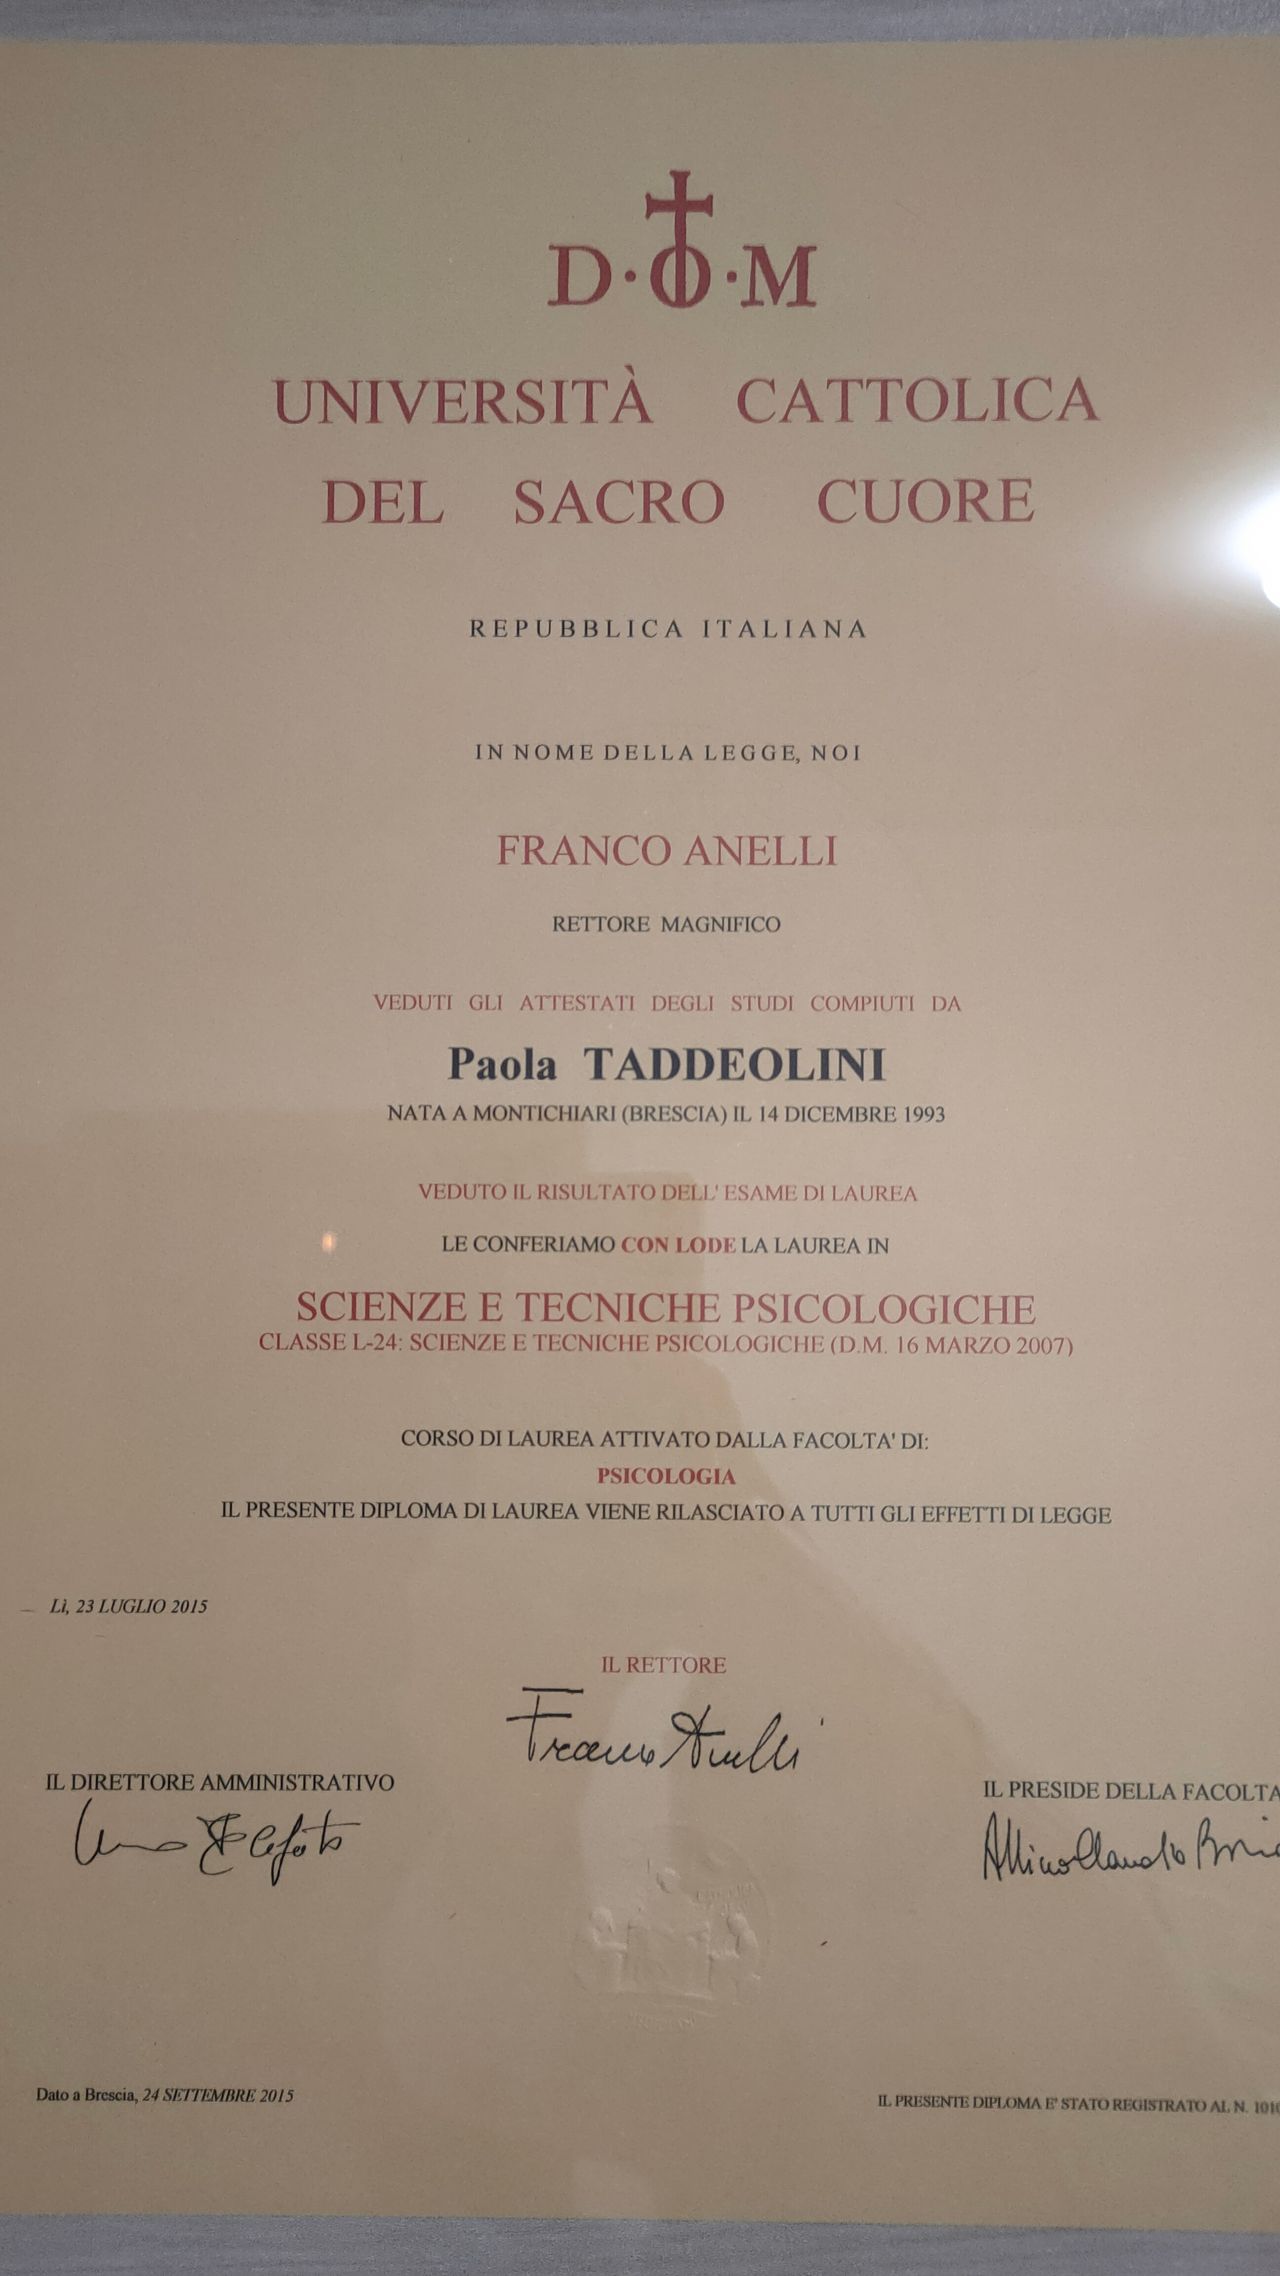 D·O·M
UNIVERSITÀ CATTOLICA
DEL SACRO CUORE
REPUBBLICA ITALIANA
IN NOME DELLA LEGGE, NOI
FRANCO ANELLI
RETTORE MAGNIFICO
VEDUTI GLI ATTESTATI DEGLI STUDI COMPIUTI DA
Paola TADDEOLINI
NATA A MONTICHIARI (BRESCIA) IL 14 DICEMBRE 1993
VEDUTO IL RISULTATO DELL' ESAME DI LAUREA
LE CONFERIAMO CON LODE LA LAUREA IN
SCIENZE E TECNICHE PSICOLOGICHE
CLASSE L-24: SCIENZE E TECNICHE PSICOLOGICHE (D.M. 16 MARZO 2007)
CORSO DI LAUREA ATTIVATO DALLA FACOLTA' DI:
PSICOLOGIA
IL PRESENTE DIPLOMA DI LAUREA VIENE RILASCIATO A TUTTI GLI EFFETTI DI LEGGE
Lì, 23 LUGLIO 2015
IL RETTORE
Franco Anelli
IL DIRETTORE AMMINISTRATIVO
IL PRESIDE DELLA FACOLTA
Dato a Brescia, 24 SETTEMBRE 2015
IL PRESENTE DIPLOMA E' STATO REGISTRATO AL N.